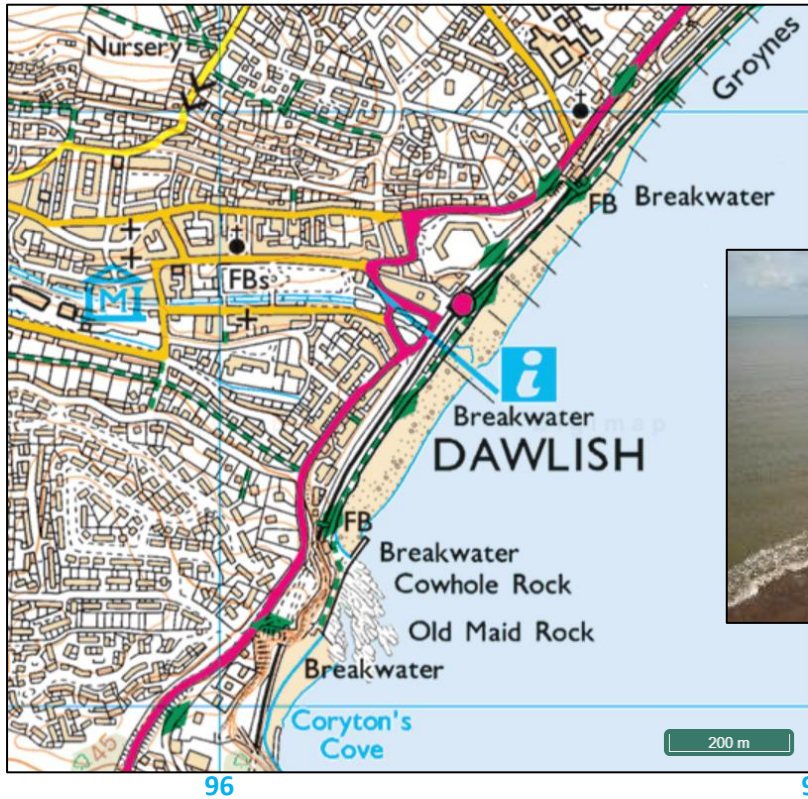 Nursery
Groynes
FB
Breakwater
FBs
M
i
Breakwater
DAWLISH
FB
Breakwater
Cowhole Rock
Old Maid Rock
Breakwater
Coryton's
Cove
45
200 m
96